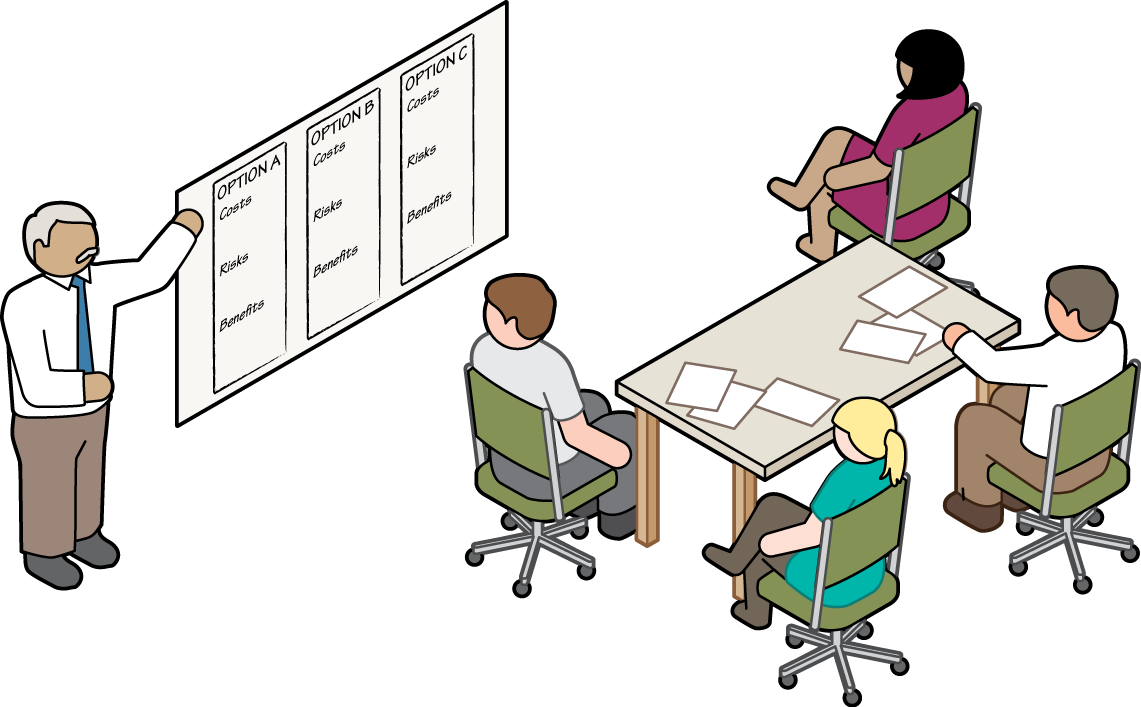 OPTION A
Costs
Risks
Benefits
OPTION B
Costs
Risks
Benefits
OPTION C
Costs
Risks
Benefits